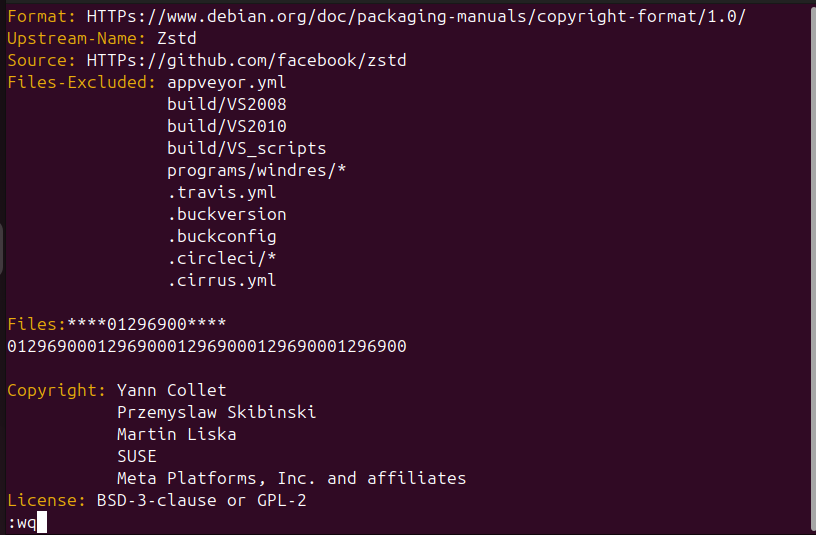 Format: HTTPs://www.debian.org/doc/packaging-manuals/copyright-format/1.0/
Upstream-Name: Zstd
Source: HTTPs://github.com/facebook/zstd
Files-Excluded: appveyor.yml
build/VS2008
build/VS2010
build/VS_scripts
programs/windres/*
.travis.yml
.buckversion
.buckconfig
.circleci/*
.cirrus.yml
Files:****01296900****
0129690001296900012969000129690001296900
Copyright: Yann Collet
Przemyslaw Skibinski
Martin Liska
SUSE
Meta Platforms, Inc. and affiliates
License: BSD-3-clause or GPL-2
:wq